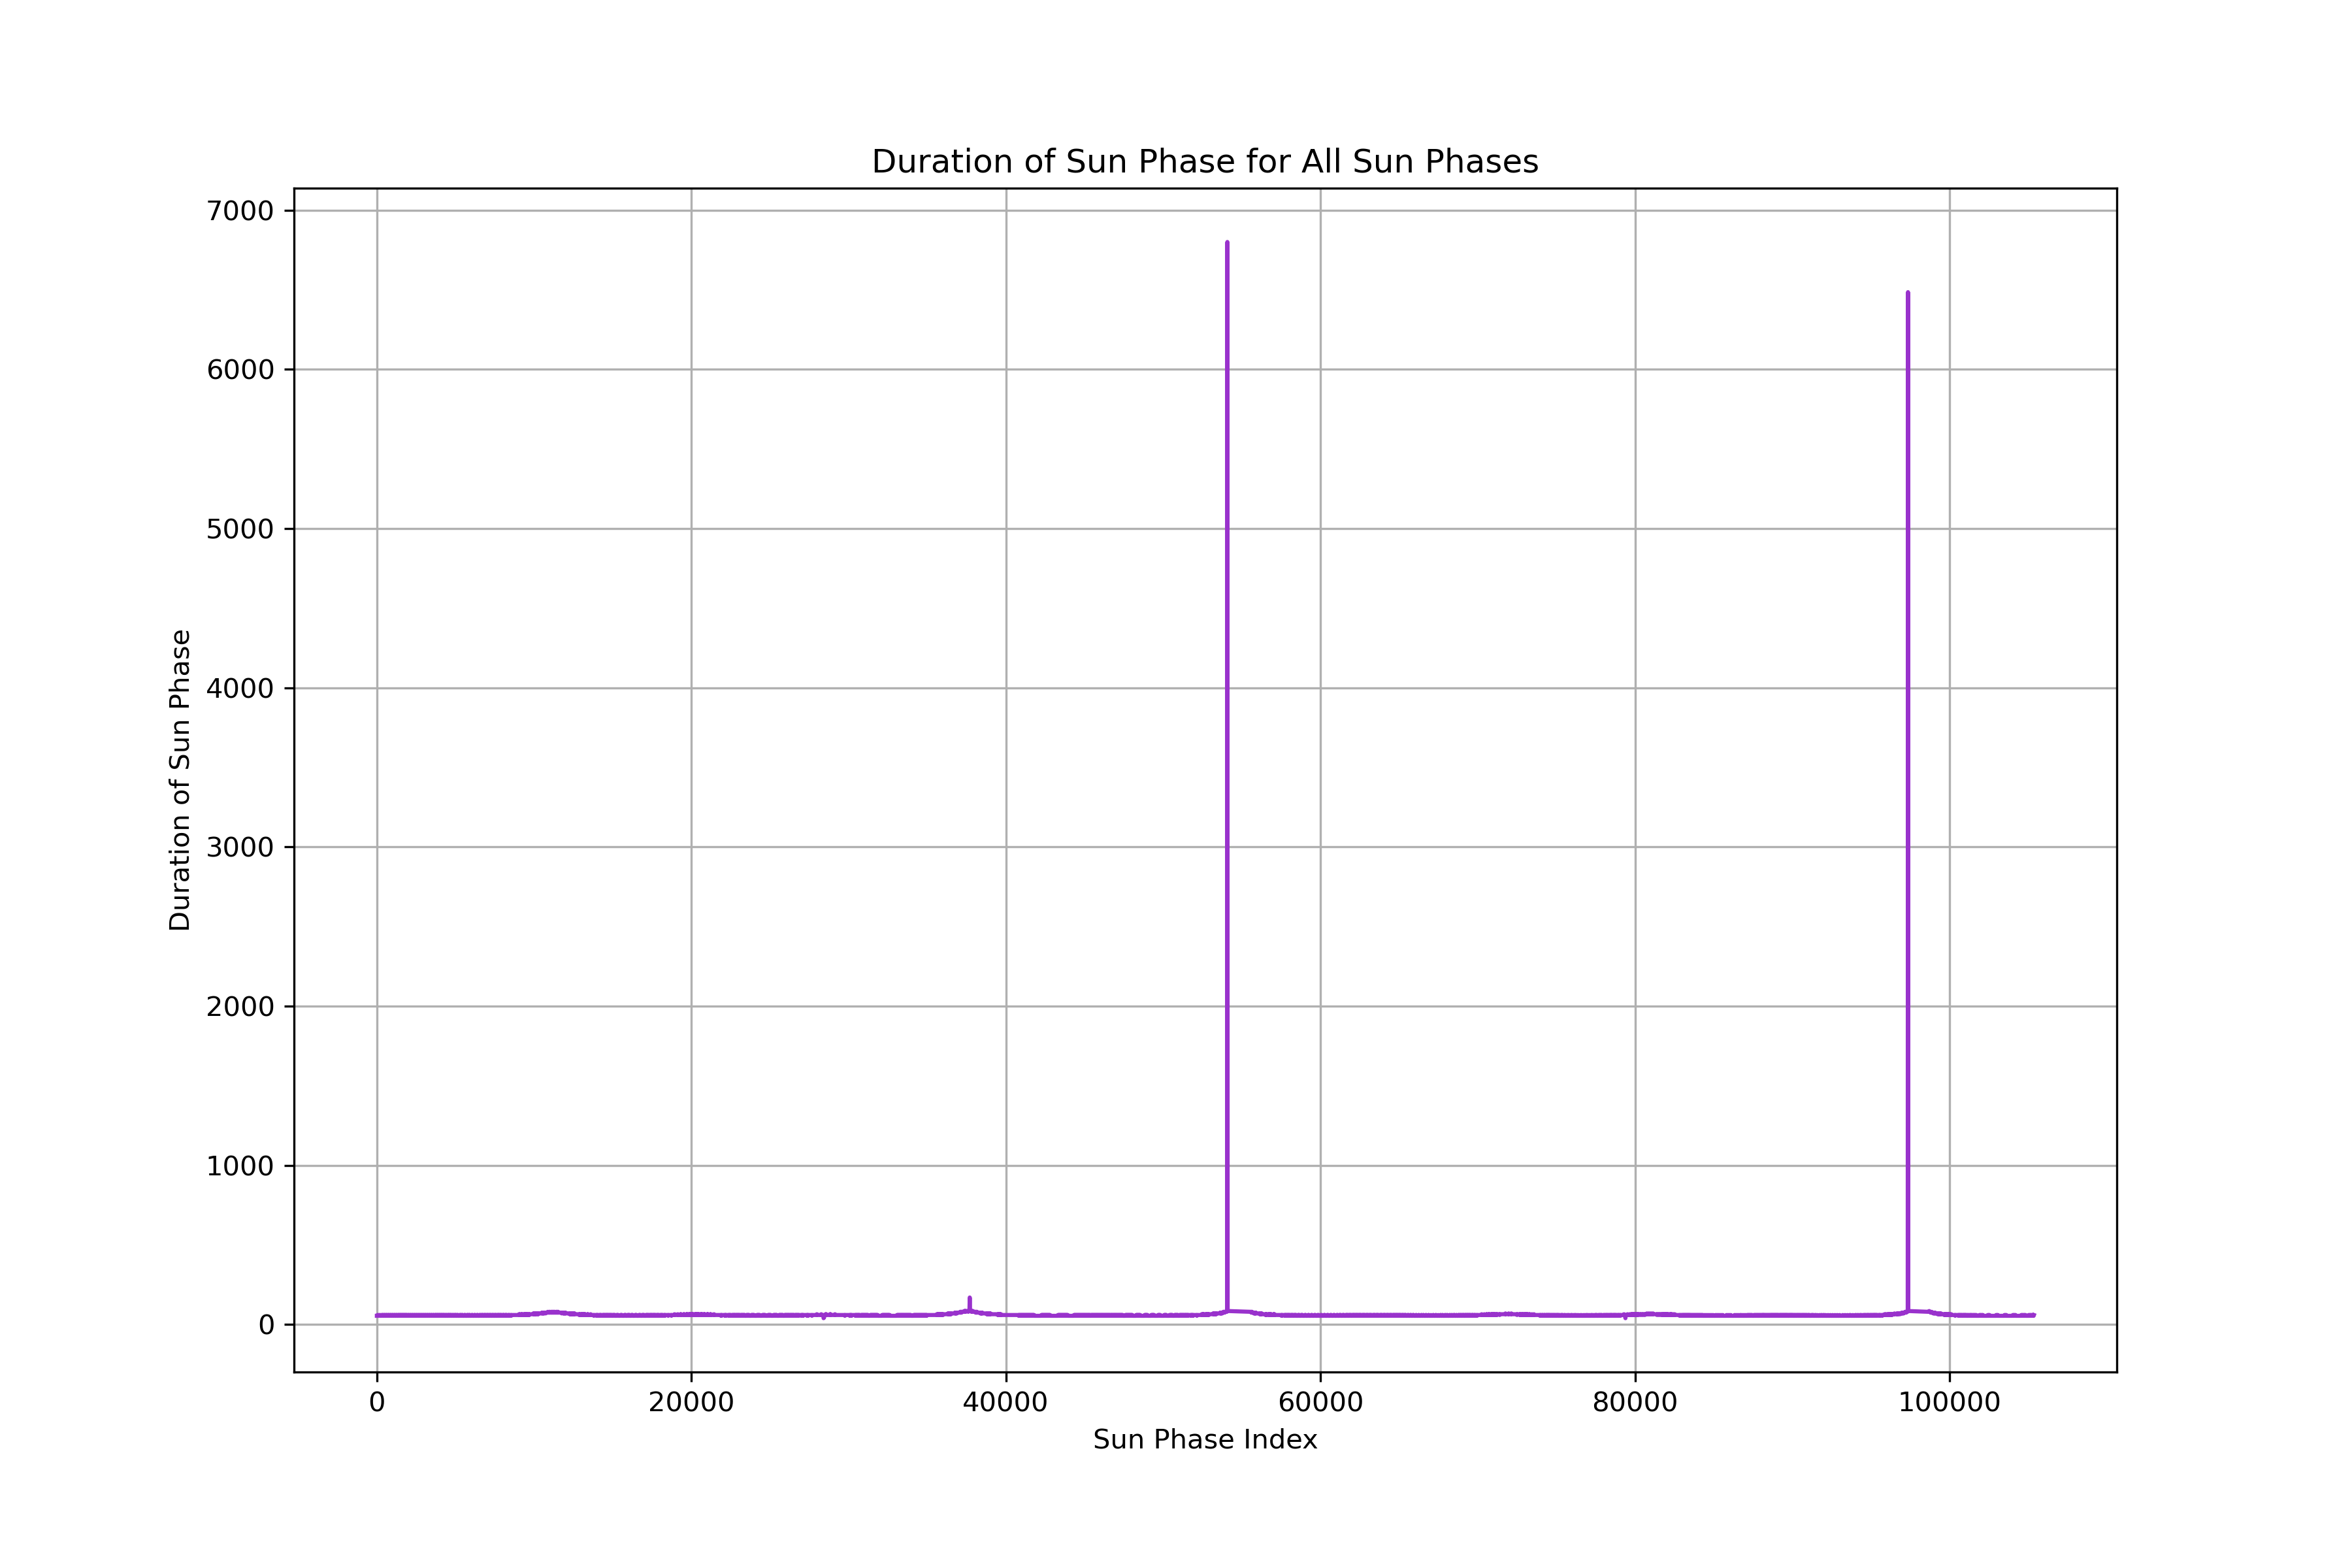 Duration of Sun Phase for All Sun Phases
7000
6000
5000
4000
3000
2000
1000
0
Duration of Sun Phase
0 20000 40000 60000 80000 100000
Sun Phase Index